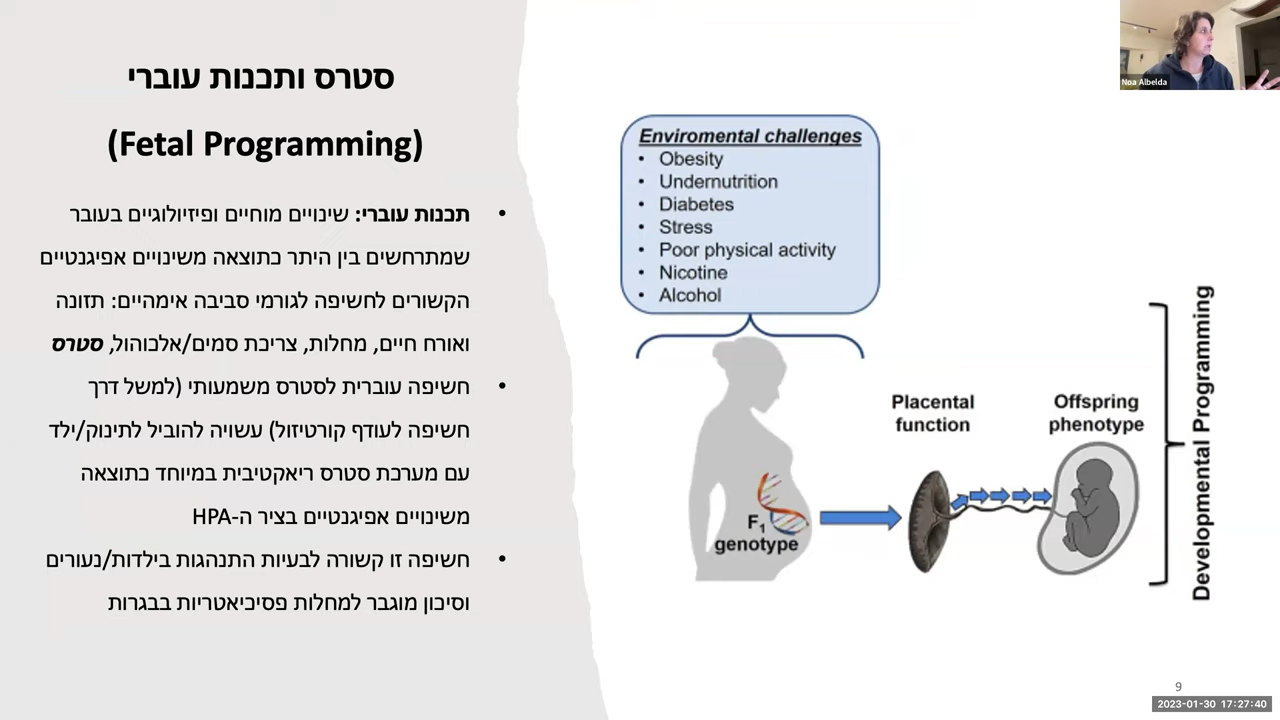 סטרס ותכנות עוברי
(Fetal Programming)
• תכנות עוברי: שינויים מוחיים ופיזיולוגיים בעובר
שמתרחשים בין היתר כתוצאה משינויים אפיגנטיים
הקשורים לחשיפה לגורמי סביבה אימהיים: תזונה
ואורח חיים, מחלות, צריכת סמים/אלכוהול, סטרס
• חשיפה עוברית לסטרס משמעותי (למשל דרך
חשיפה לעודף קורטיזול) עשויה להוביל לתינוק/ילד
עם מערכת סטרס ריאקטיבית במיוחד כתוצאה
משינויים אפיגנטיים בציר ה-HPA
• חשיפה זו קשורה לבעיות התנהגות בילדות/נעורים
וסיכון מוגבר למחלות פסיכיאטריות בבגרות
Enviromental challenges
• Obesity
• Undernutrition
• Diabetes
• Stress
• Poor physical activity
• Nicotine
• Alcohol
F1
genotype
Placental
function
Offspring
phenotype
Developmental Programming
Noa Albelda
9
2023-01-30 17:27:40